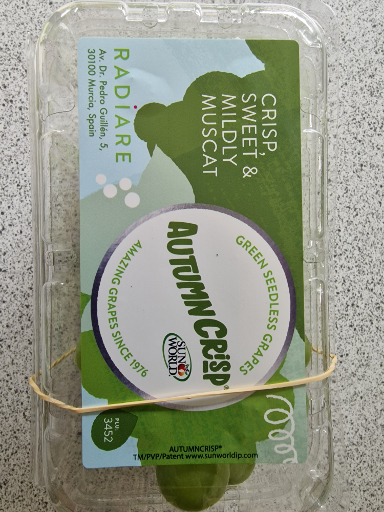 RADIARE
Av. Dr. Pedro Guillén, 5,
30100 Murcia, Spain
CRISP,
SWEET &
MILDLY
MUSCAT
GREEN SEEDLESS GRAPES
AUTUMNCRISP®
SUN
WORLD
AMAZING GRAPES SINCE 1976
PLU:
3452
AUTUMNCRISP®
TM/PVP/Patent www.sunworldip.com